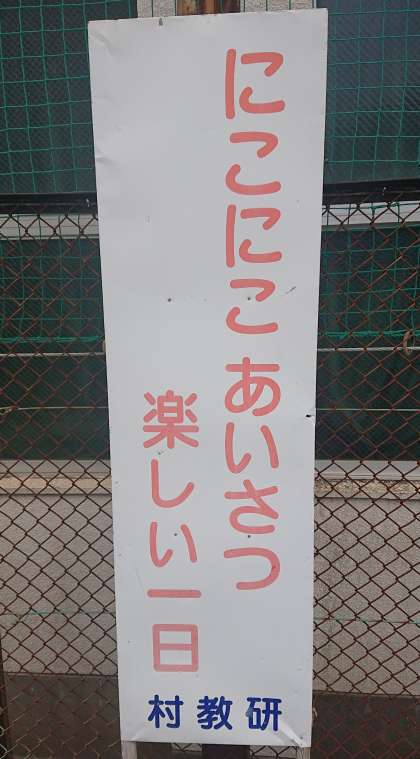 にこにこ あいさつ
楽しい一日
村教研